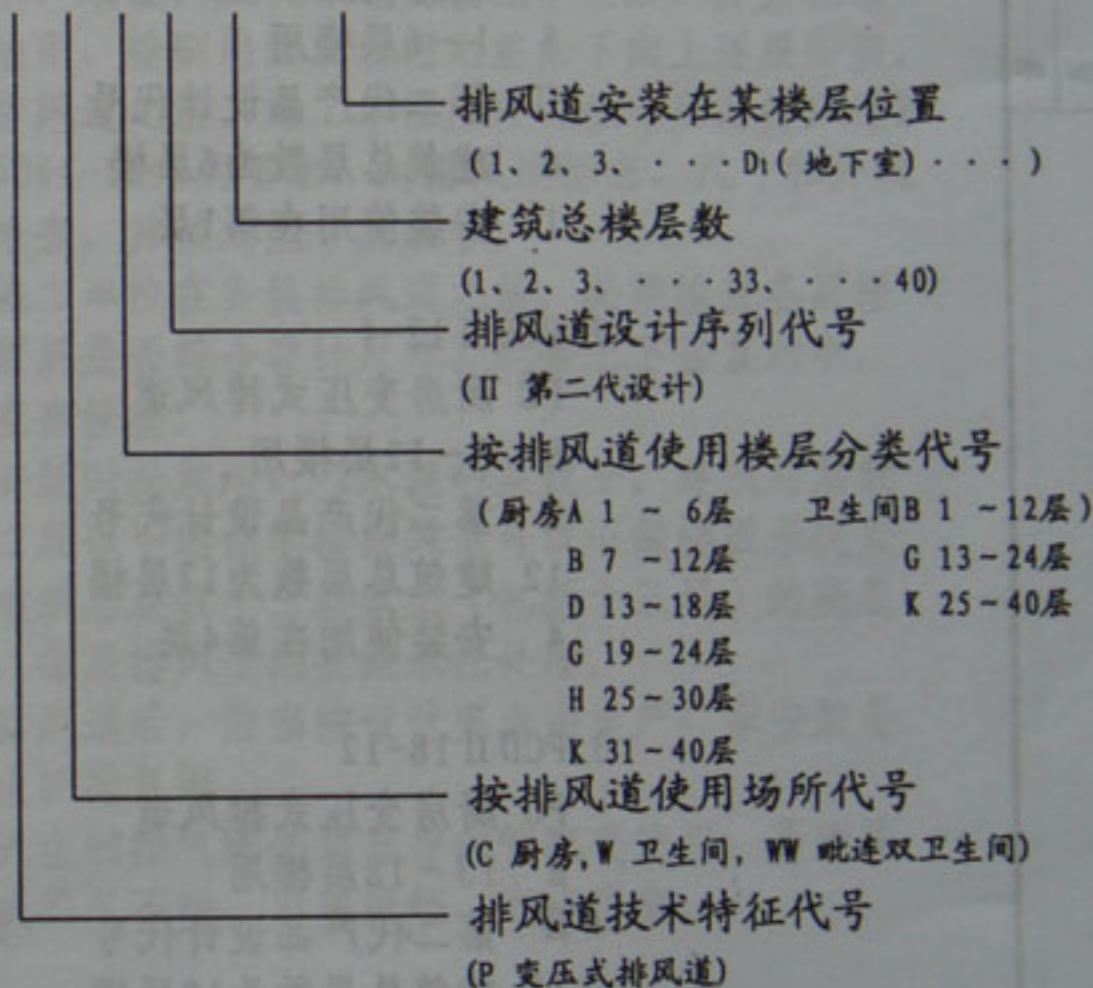 排风道安装在某楼层位置
(1、2、3、···D1(地下室)···)
建筑总楼层数
(1、2、3、···33、···40)
排风道设计序列代号
(II 第二代设计)
按排风道使用楼层分类代号
(厨房A 1 ~ 6层 卫生间B 1 ~12层)
B 7 ~12层 G 13~24层
D 13~18层 K 25~40层
G 19~24层
H 25~30层
K 31~40层
按排风道使用场所代号
(C 厨房,W 卫生间, WW 毗连双卫生间)
排风道技术特征代号
(P 变压式排风道)